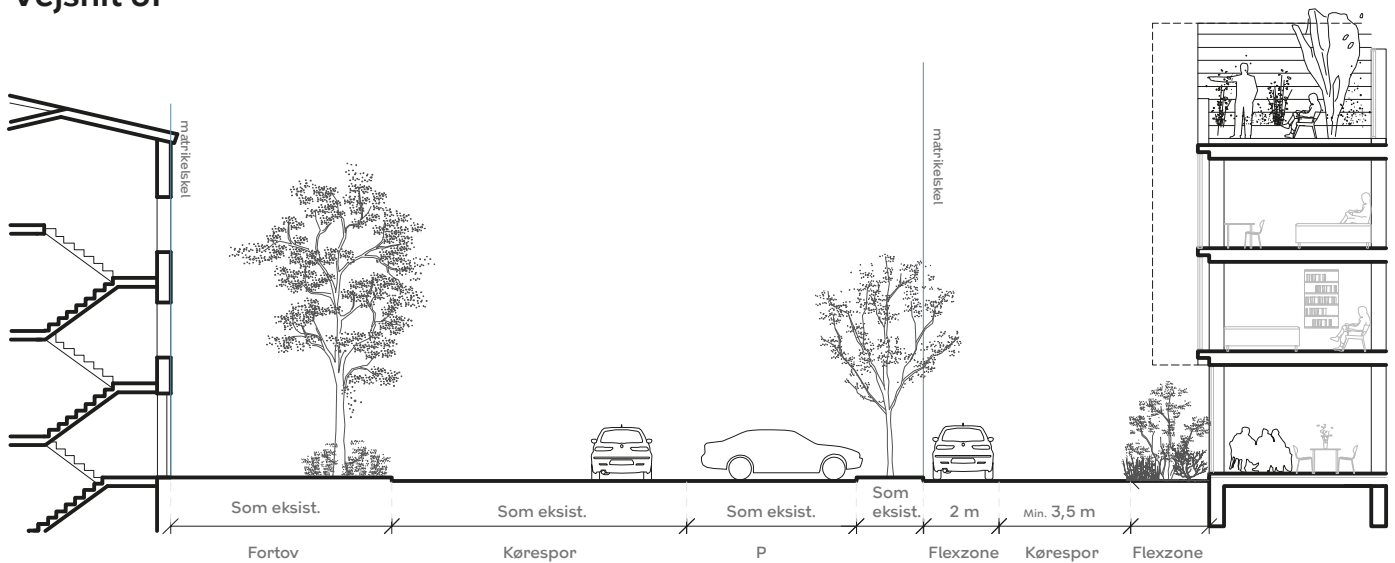 Vejsnit
matrikelskel
matrikelskel
Som eksist.
Som eksist.
Som eksist.
Som
eksist.
2 m
Min. 3,5 m
Fortov
Kørespor
P
Flexzone
Kørespor
Flexzone